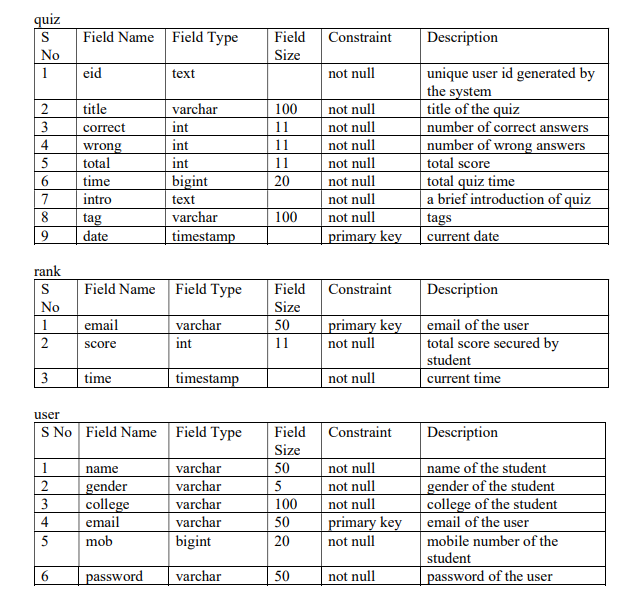 quiz
S No Field Name Field Type Field Size Constraint Description
1 eid text not null unique user id generated by the system
2 title varchar 100 not null title of the quiz
3 correct int 11 not null number of correct answers
4 wrong int 11 not null number of wrong answers
5 total int 11 not null total score
6 time bigint 20 not null total quiz time
7 intro text not null a brief introduction of quiz
8 tag varchar 100 not null tags
9 date timestamp primary key current date
rank
S No Field Name Field Type Field Size Constraint Description
1 email varchar 50 primary key email of the user
2 score int 11 not null total score secured by student
3 time timestamp not null current time
user
S No Field Name Field Type Field Size Constraint Description
1 name varchar 50 not null name of the student
2 gender varchar 5 not null gender of the student
3 college varchar 100 not null college of the student
4 email varchar 50 primary key email of the user
5 mob bigint 20 not null mobile number of the student
6 password varchar 50 not null password of the user